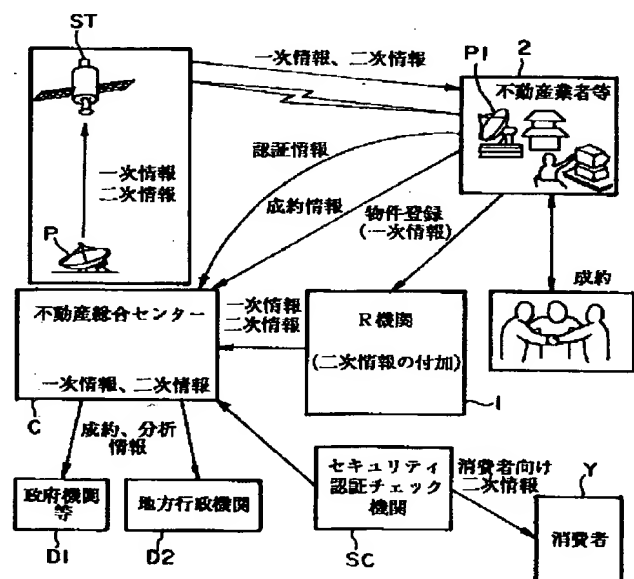 ST
一次情報、二次情報
P1
2
不動産業者等
一次情報
二次情報
P
認証情報
成約情報
物件登録
(一次情報)
成約
不動産総合センター
一次情報
二次情報
R機関
(二次情報の付加)
一次情報、二次情報
C
1
成約、分析
情報
セキュリティ
認証チェック
機関
消費者向け
二次情報
Y
政府機関
等
地方行政機関
消費者
D1
D2
SC